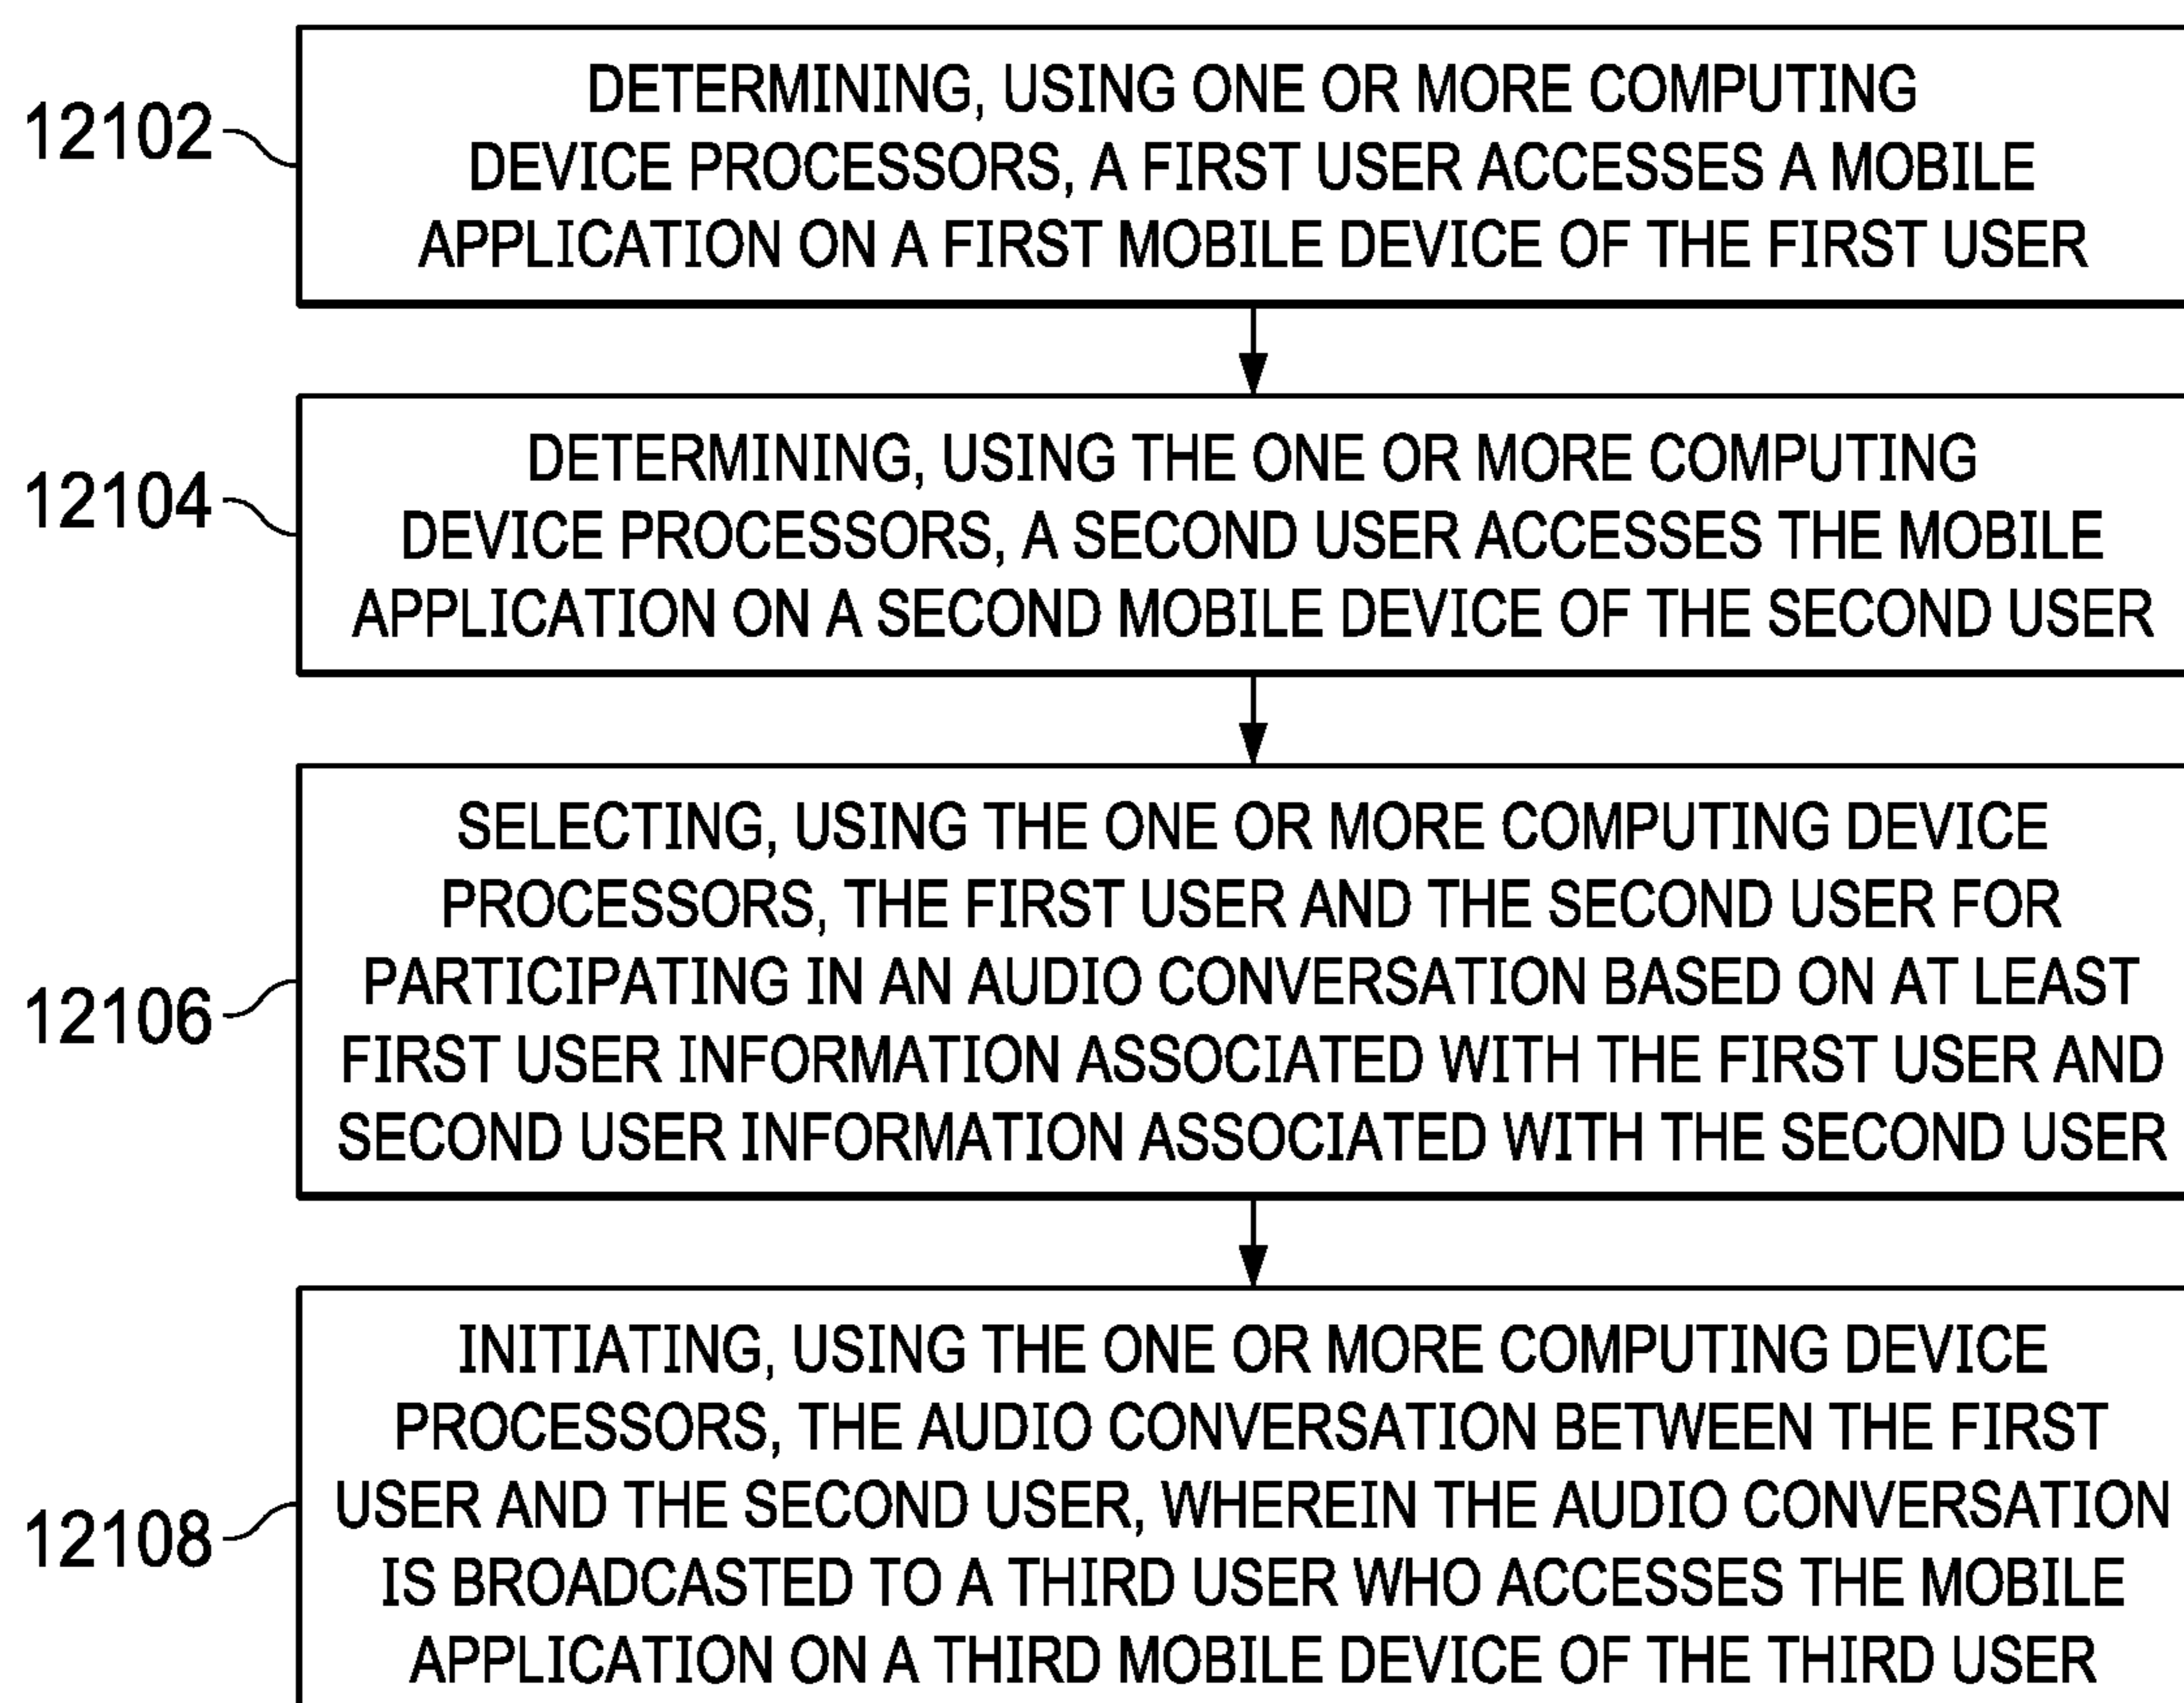 12102
DETERMINING, USING ONE OR MORE COMPUTING
DEVICE PROCESSORS, A FIRST USER ACCESSES A MOBILE
APPLICATION ON A FIRST MOBILE DEVICE OF THE FIRST USER
12104
DETERMINING, USING THE ONE OR MORE COMPUTING
DEVICE PROCESSORS, A SECOND USER ACCESSES THE MOBILE
APPLICATION ON A SECOND MOBILE DEVICE OF THE SECOND USER
12106
SELECTING, USING THE ONE OR MORE COMPUTING DEVICE
PROCESSORS, THE FIRST USER AND THE SECOND USER FOR
PARTICIPATING IN AN AUDIO CONVERSATION BASED ON AT LEAST
FIRST USER INFORMATION ASSOCIATED WITH THE FIRST USER AND
SECOND USER INFORMATION ASSOCIATED WITH THE SECOND USER
12108
INITIATING, USING THE ONE OR MORE COMPUTING DEVICE
PROCESSORS, THE AUDIO CONVERSATION BETWEEN THE FIRST
USER AND THE SECOND USER, WHEREIN THE AUDIO CONVERSATION
IS BROADCASTED TO A THIRD USER WHO ACCESSES THE MOBILE
APPLICATION ON A THIRD MOBILE DEVICE OF THE THIRD USER